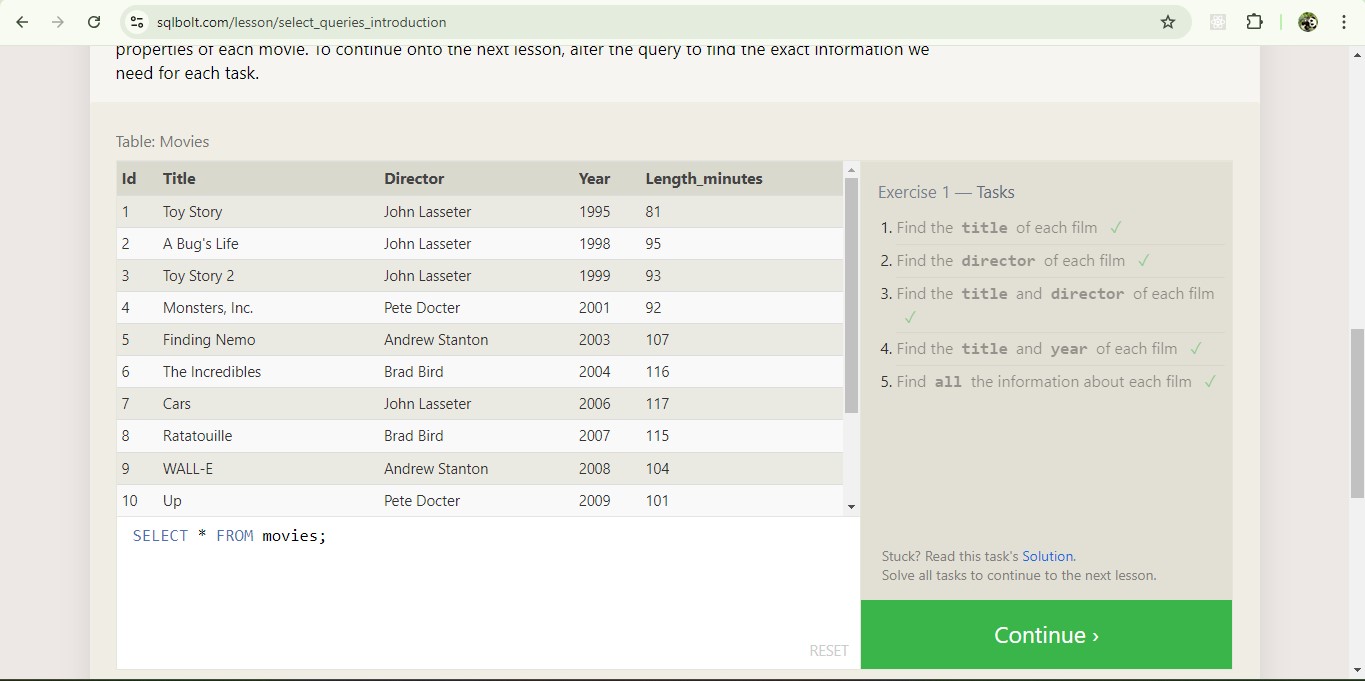 sqlbolt.com/lesson/select_queries_introduction
properties of each movie. To continue onto the next lesson, alter the query to find the exact information we
need for each task.
Table: Movies
Id Title Director Year Length_minutes
1 Toy Story John Lasseter 1995 81
2 A Bug's Life John Lasseter 1998 95
3 Toy Story 2 John Lasseter 1999 93
4 Monsters, Inc. Pete Docter 2001 92
5 Finding Nemo Andrew Stanton 2003 107
6 The Incredibles Brad Bird 2004 116
7 Cars John Lasseter 2006 117
8 Ratatouille Brad Bird 2007 115
9 WALL-E Andrew Stanton 2008 104
10 Up Pete Docter 2009 101
SELECT * FROM movies;
RESET
Exercise 1 — Tasks
1. Find the title of each film ✓
2. Find the director of each film ✓
3. Find the title and director of each film
✓
4. Find the title and year of each film ✓
5. Find all the information about each film ✓
Stuck? Read this task's Solution.
Solve all tasks to continue to the next lesson.
Continue ›